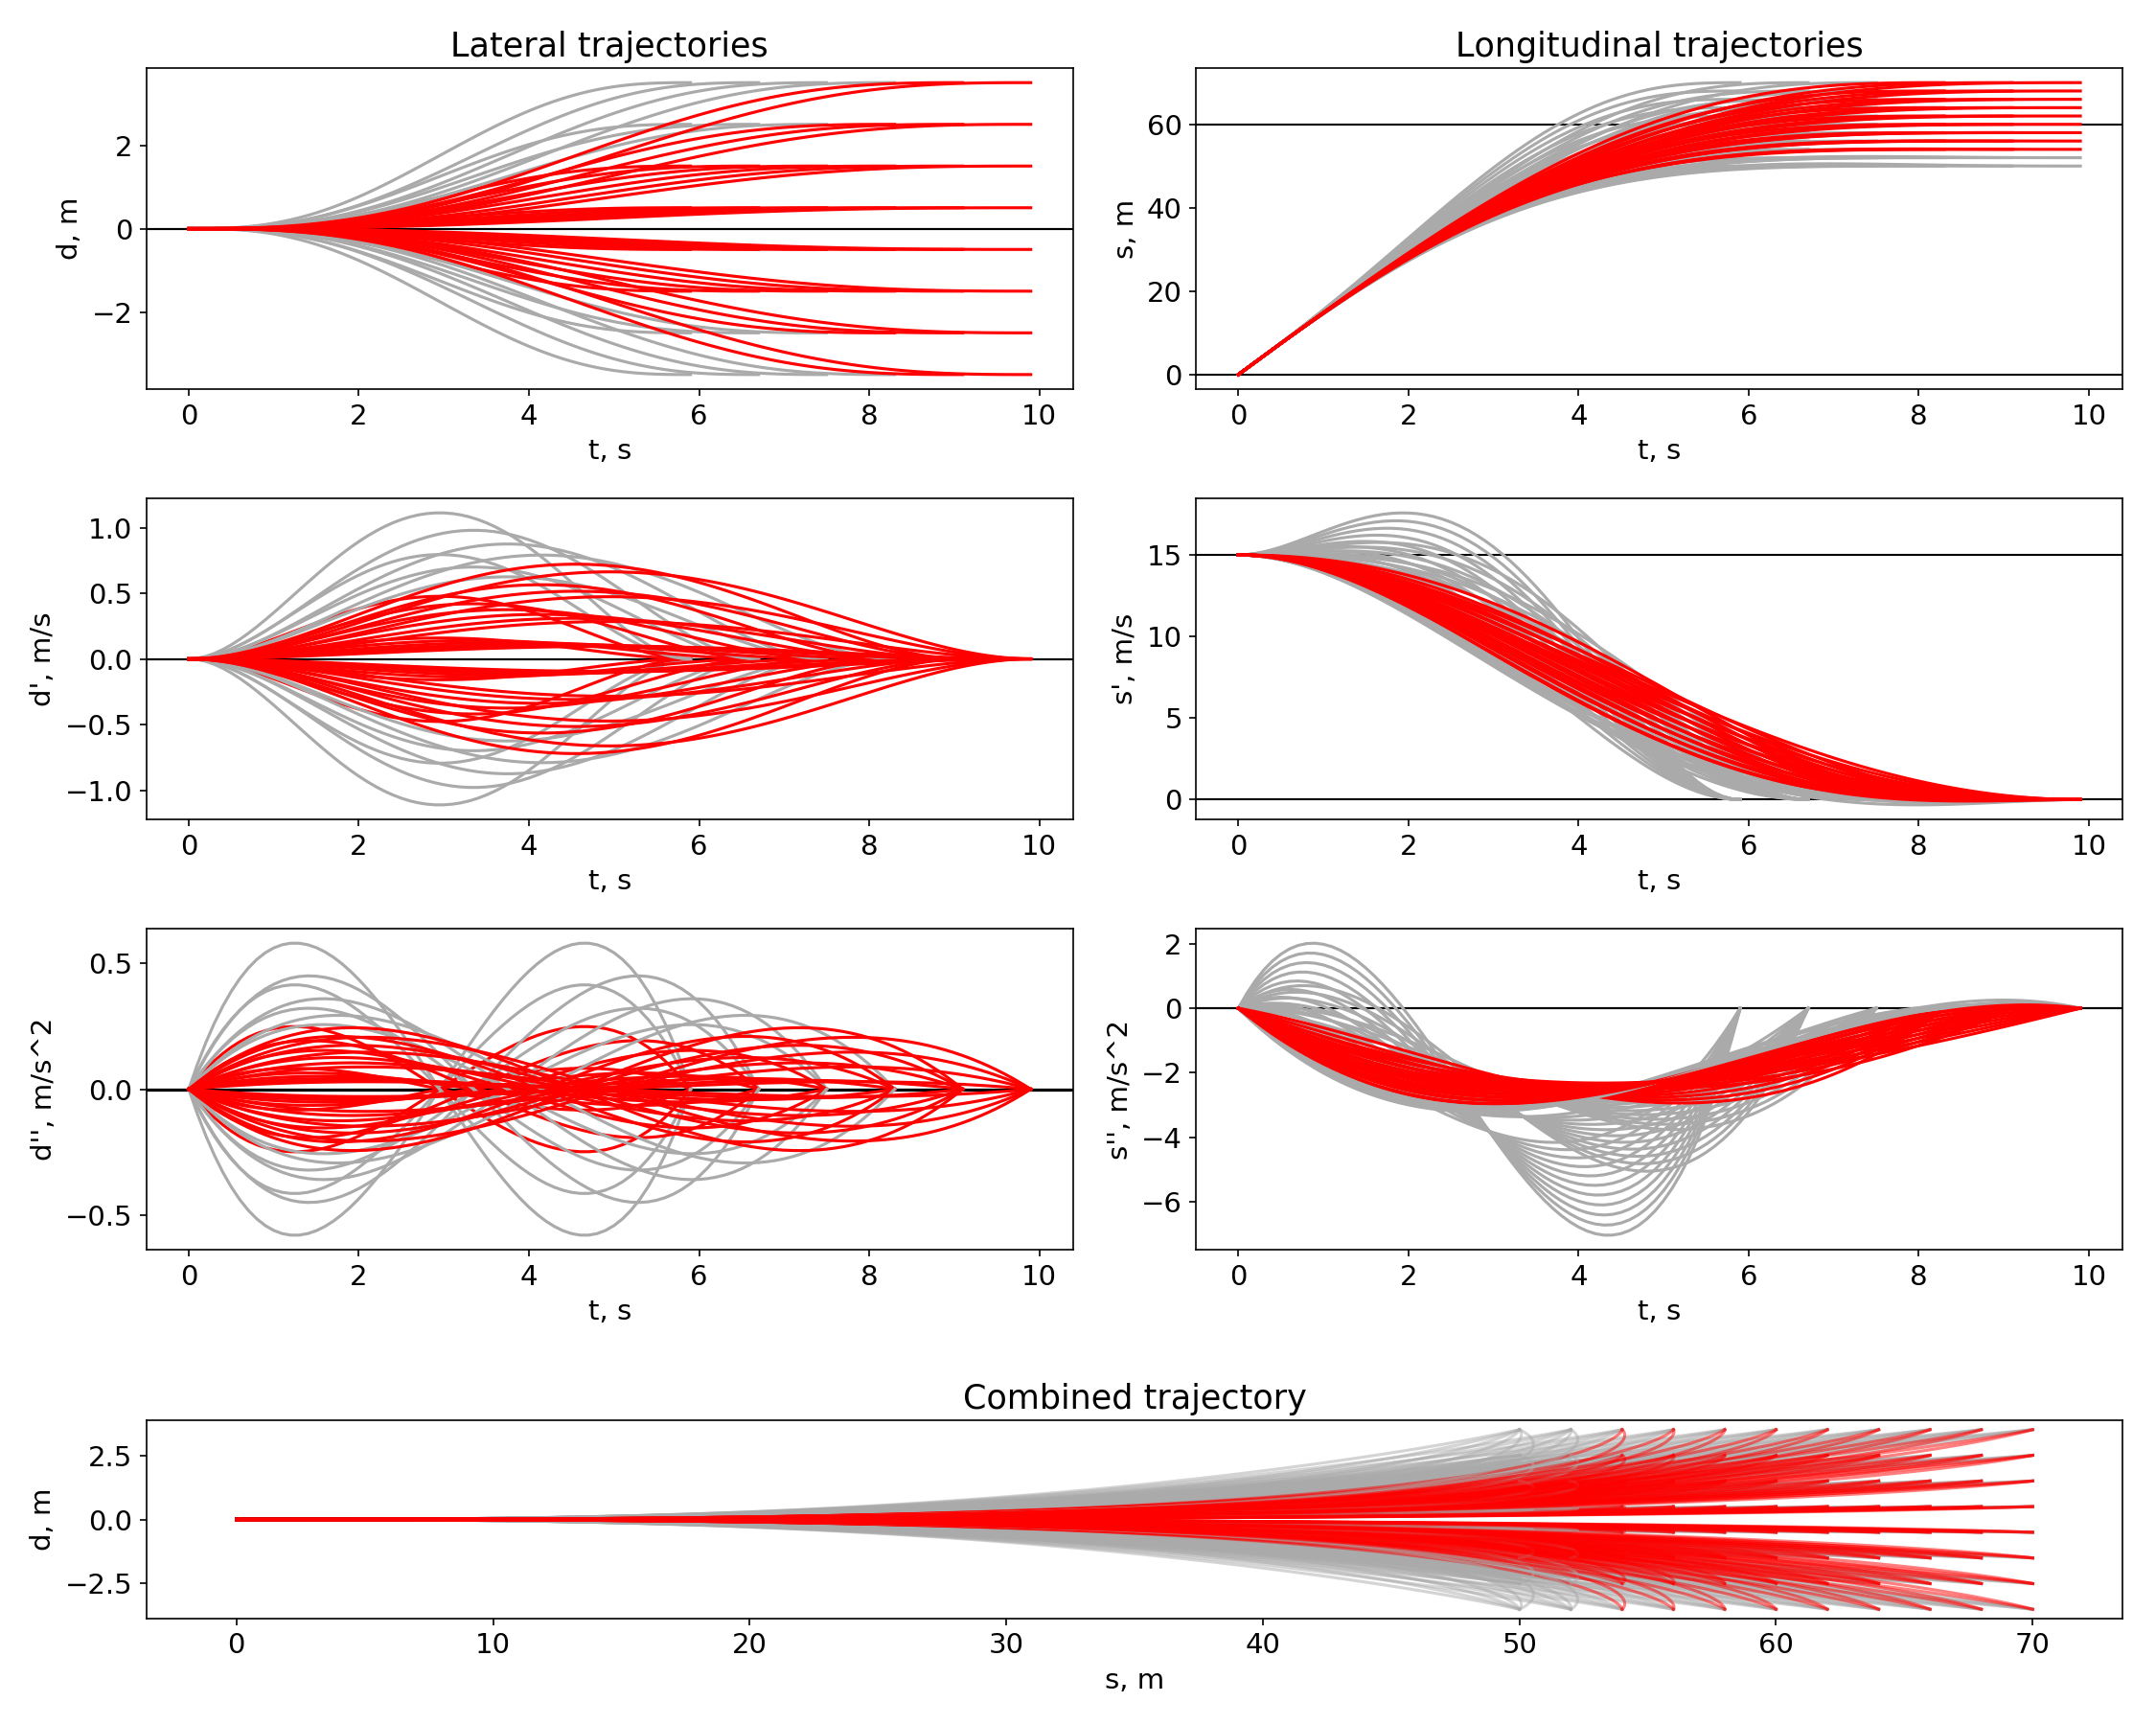 Lateral trajectories
d, m
2
0
−2
0 2 4 6 8 10
t, s
Longitudinal trajectories
s, m
60
40
20
0
0 2 4 6 8 10
t, s
d', m/s
1.0
0.5
0.0
−0.5
−1.0
0 2 4 6 8 10
t, s
s', m/s
15
10
5
0
0 2 4 6 8 10
t, s
d'', m/s^2
0.5
0.0
−0.5
0 2 4 6 8 10
t, s
s'', m/s^2
2
0
−2
−4
−6
0 2 4 6 8 10
t, s
Combined trajectory
d, m
2.5
0.0
−2.5
0 10 20 30 40 50 60 70
s, m